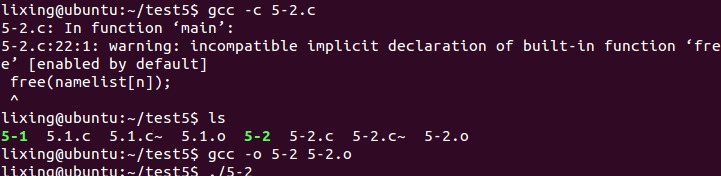 lixing@ubuntu:~/test5$ gcc -c 5-2.c
5-2.c: In function ‘main’:
5-2.c:22:1: warning: incompatible implicit declaration of built-in function ‘fre
e’ [enabled by default]
 free(namelist[n]);
 ^
lixing@ubuntu:~/test5$ ls
5-1  5.1.c  5.1.c~  5.1.o  5-2  5-2.c  5-2.c~  5-2.o
lixing@ubuntu:~/test5$ gcc -o 5-2 5-2.o
lixing@ubuntu:~/test5$ ./5-2